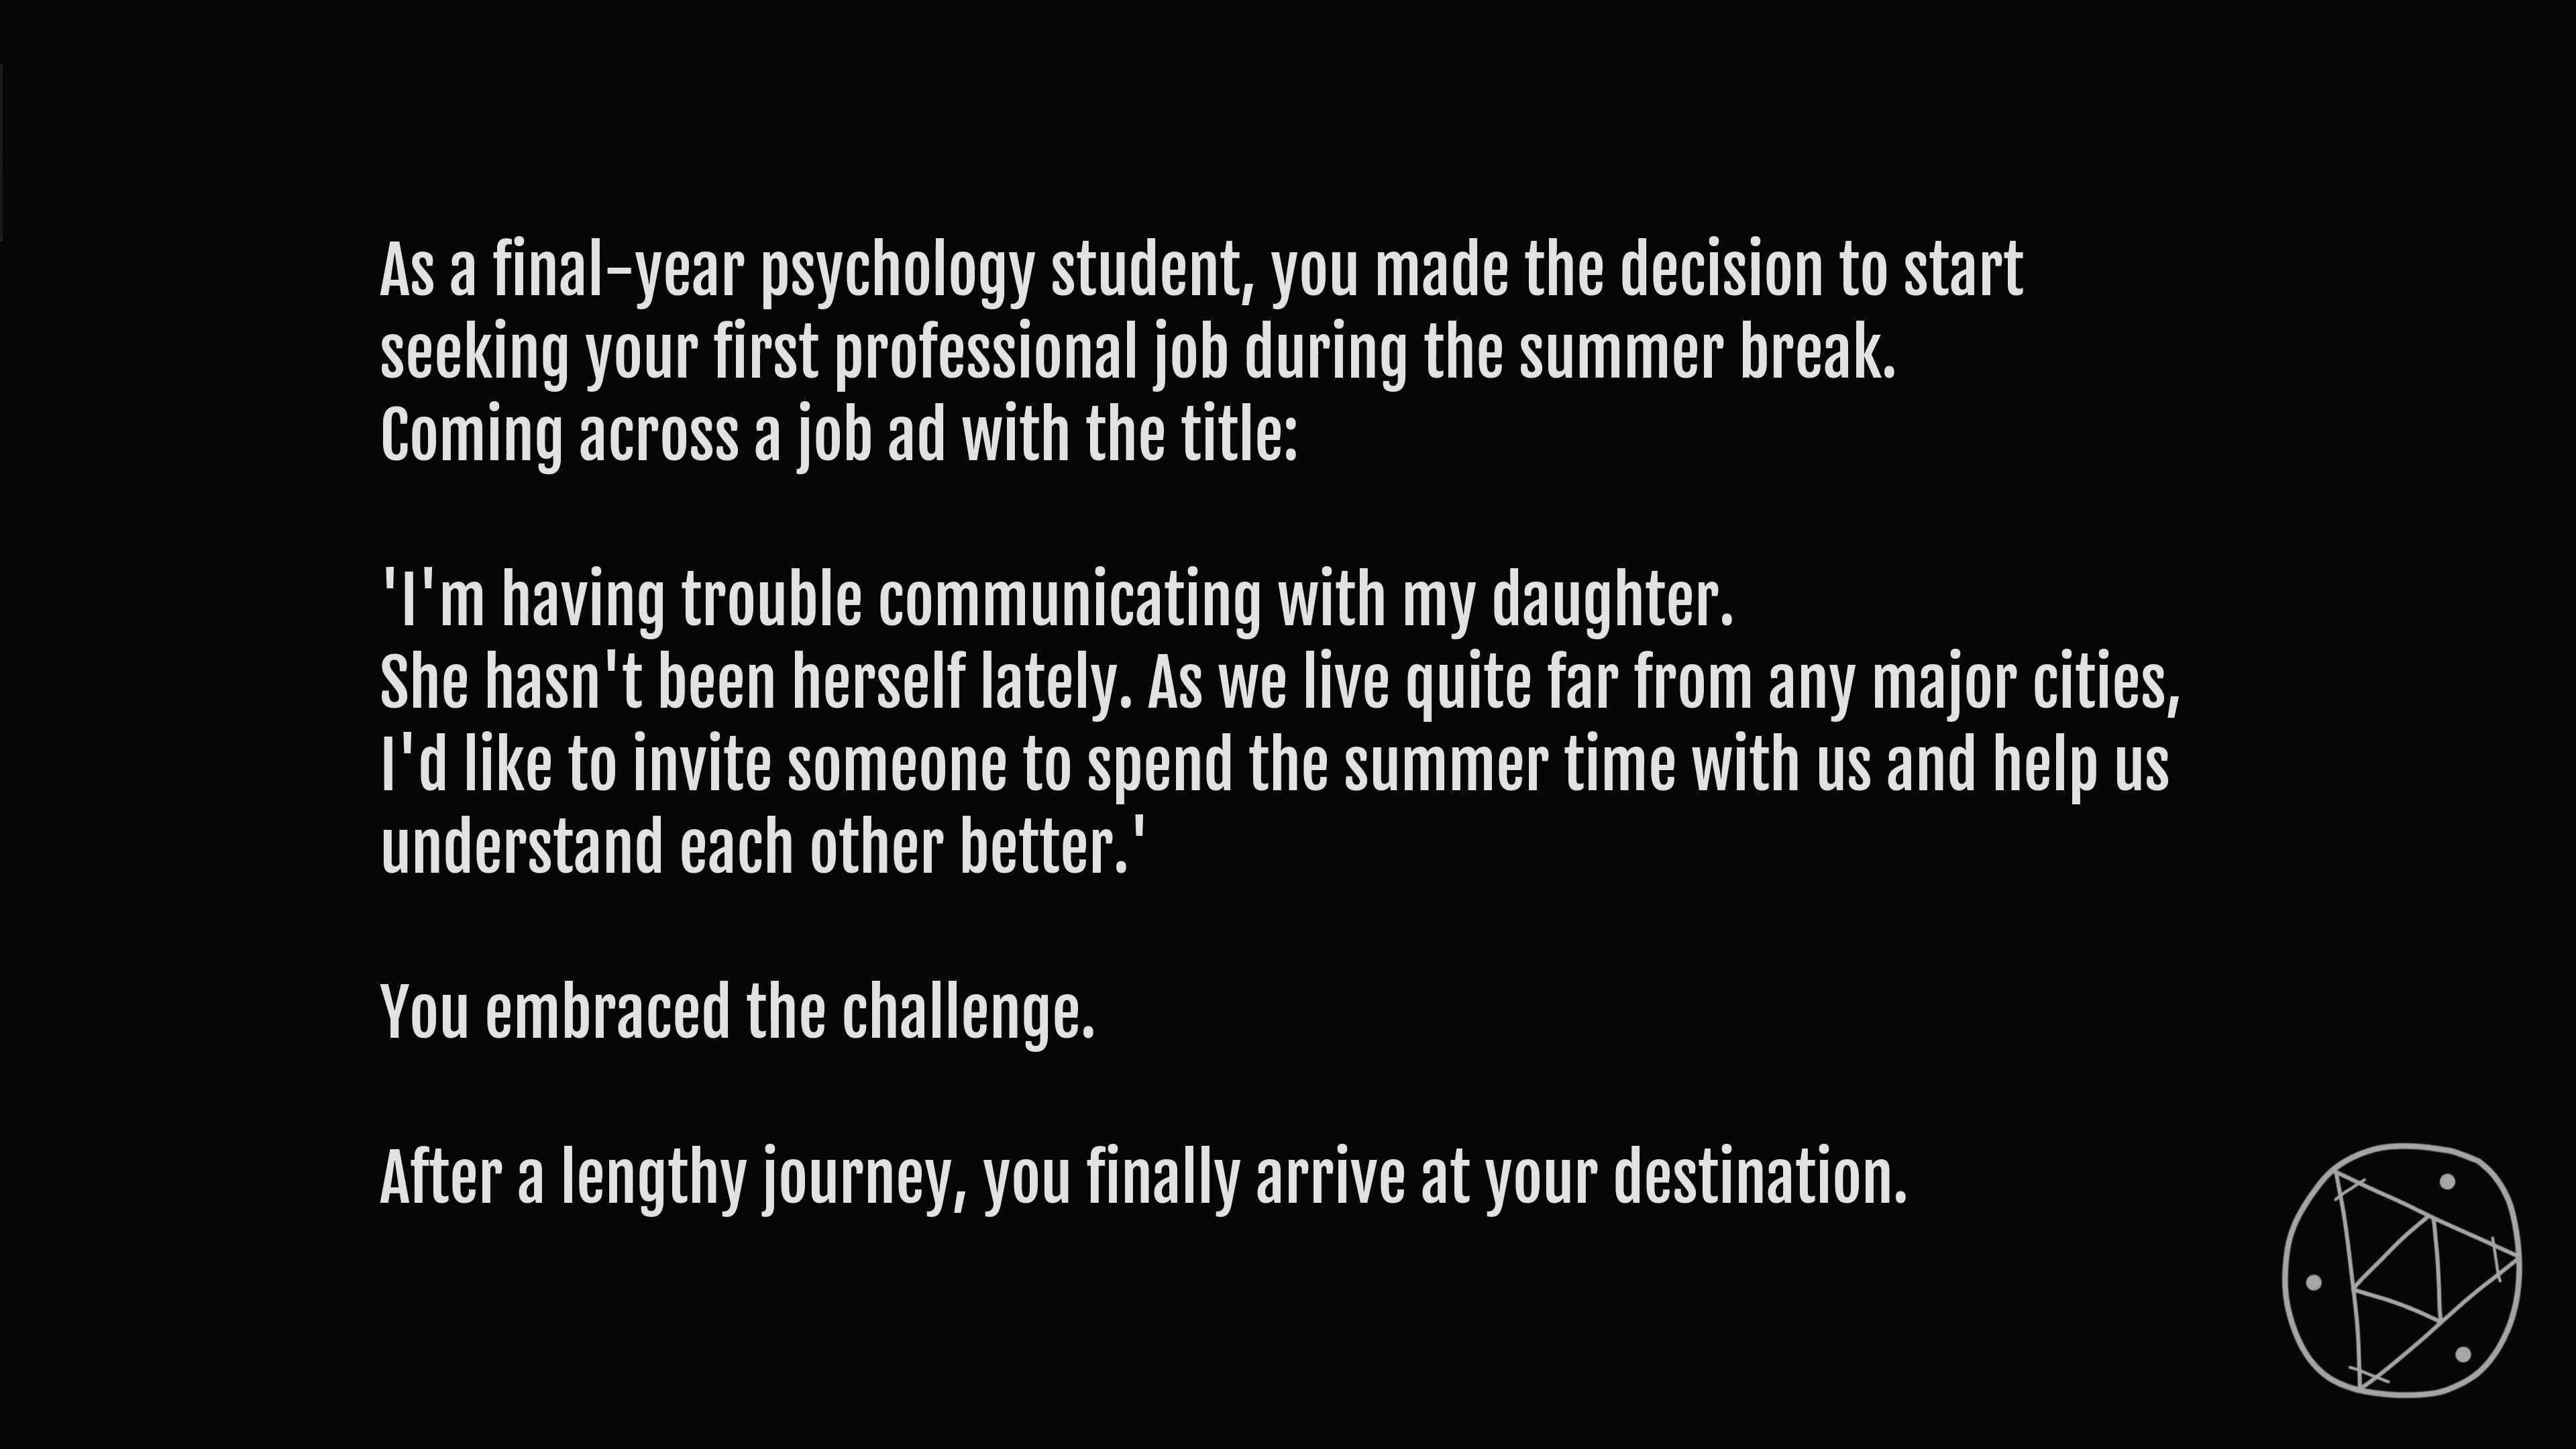 As a final-year psychology student, you made the decision to start
seeking your first professional job during the summer break.
Coming across a job ad with the title:
'I'm having trouble communicating with my daughter.
She hasn't been herself lately. As we live quite far from any major cities,
I'd like to invite someone to spend the summer time with us and help us
understand each other better.'
You embraced the challenge.
After a lengthy journey, you finally arrive at your destination.